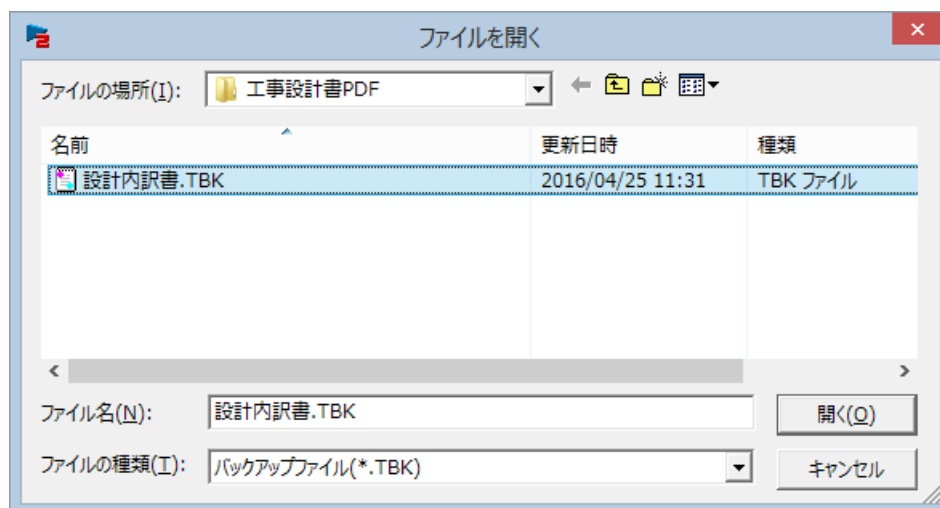 ファイルを開く
ファイルの場所(I): 工事設計書PDF
名前 更新日時 種類
設計内訳書.TBK 2016/04/25 11:31 TBK ファイル
ファイル名(N): 設計内訳書.TBK 開く(O)
ファイルの種類(T): バックアップファイル(*.TBK) キャンセル